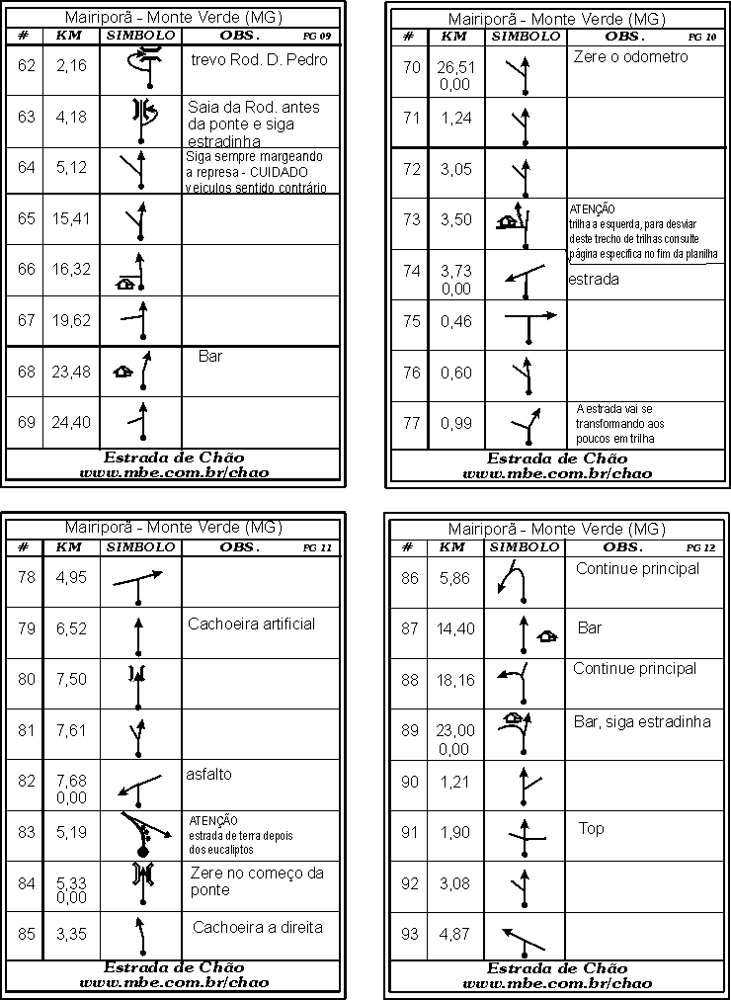 Mairiporã - Monte Verde (MG)
# KM SIMBOLO OBS. PG 09
62 2,16 trevo Rod. D. Pedro
63 4,18 Saia da Rod. antes
da ponte e siga
estradinha
64 5,12 Siga sempre margeando
a represa - CUIDADO
veiculos sentido contrário
65 15,41
66 16,32
67 19,62
68 23,48 Bar
69 24,40
Estrada de Chão
www.mbe.com.br/chao
Mairiporã - Monte Verde (MG)
# KM SIMBOLO OBS. PG 10
70 26,51 Zere o odometro
0,00
71 1,24
72 3,05
73 3,50 ATENÇÃO
trilha a esquerda, para desviar
deste trecho de trilhas consulte
página especifica no fim da planilha
74 3,73 estrada
0,00
75 0,46
76 0,60
77 0,99 A estrada vai se
transformando aos
poucos em trilha
Estrada de Chão
www.mbe.com.br/chao
Mairiporã - Monte Verde (MG)
# KM SIMBOLO OBS. PG 11
78 4,95
79 6,52 Cachoeira artificial
80 7,50
81 7,61
82 7,68 asfalto
0,00
83 5,19 ATENÇÃO
estrada de terra depois
dos eucaliptos
84 5,33 Zere no começo da
0,00 ponte
85 3,35 Cachoeira a direita
Estrada de Chão
www.mbe.com.br/chao
Mairiporã - Monte Verde (MG)
# KM SIMBOLO OBS. PG 12
86 5,86 Continue principal
87 14,40 Bar
88 18,16 Continue principal
89 23,00 Bar, siga estradinha
0,00
90 1,21
91 1,90 Top
92 3,08
93 4,87
Estrada de Chão
www.mbe.com.br/chao